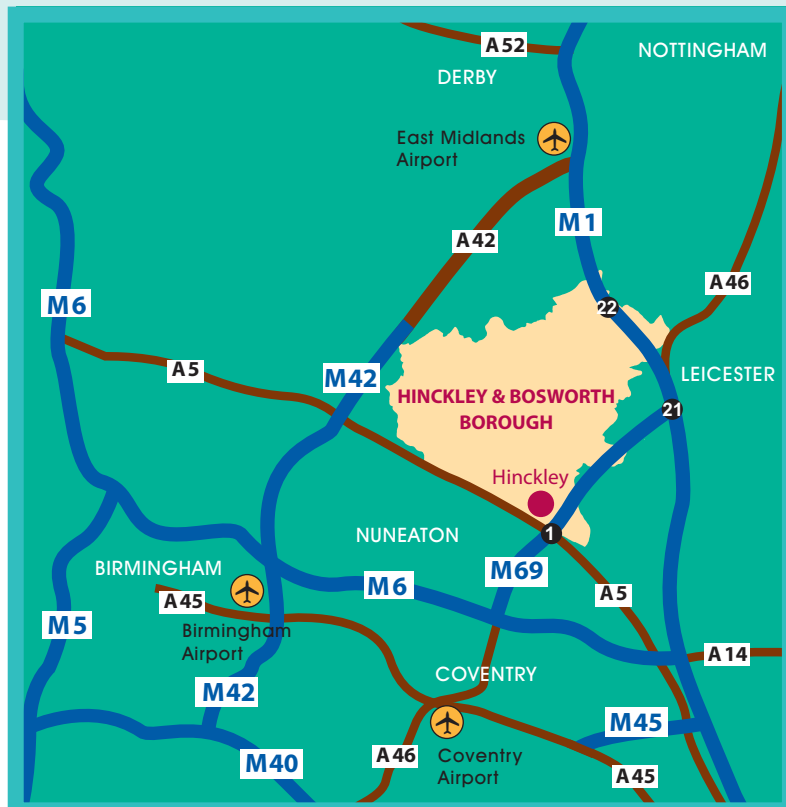 A52
NOTTINGHAM
DERBY
East Midlands
Airport
M1
A42
A46
22
M6
A5
M42
LEICESTER
HINCKLEY & BOSWORTH
BOROUGH
21
Hinckley
1
NUNEATON
BIRMINGHAM
M69
M6
A5
A45
M5
Birmingham
Airport
A14
COVENTRY
M42
M45
A46
Coventry
Airport
M40
A45